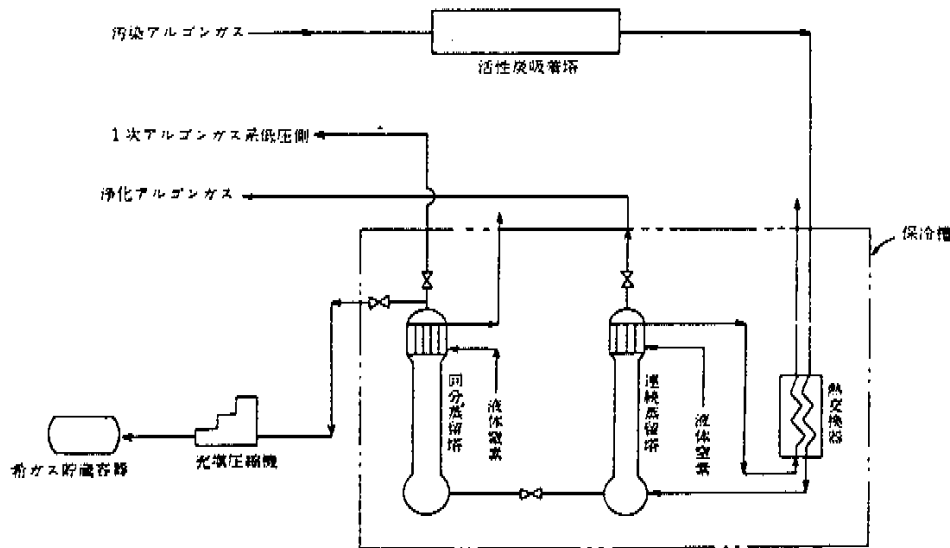 汚染アルゴンガス
活性炭吸着塔
1次アルゴンガス系低圧側
浄化アルゴンガス
保冷槽
回分蒸留塔
液体窒素
連続蒸留塔
液体窒素
熱交換器
希ガス貯蔵容器
充填圧縮機